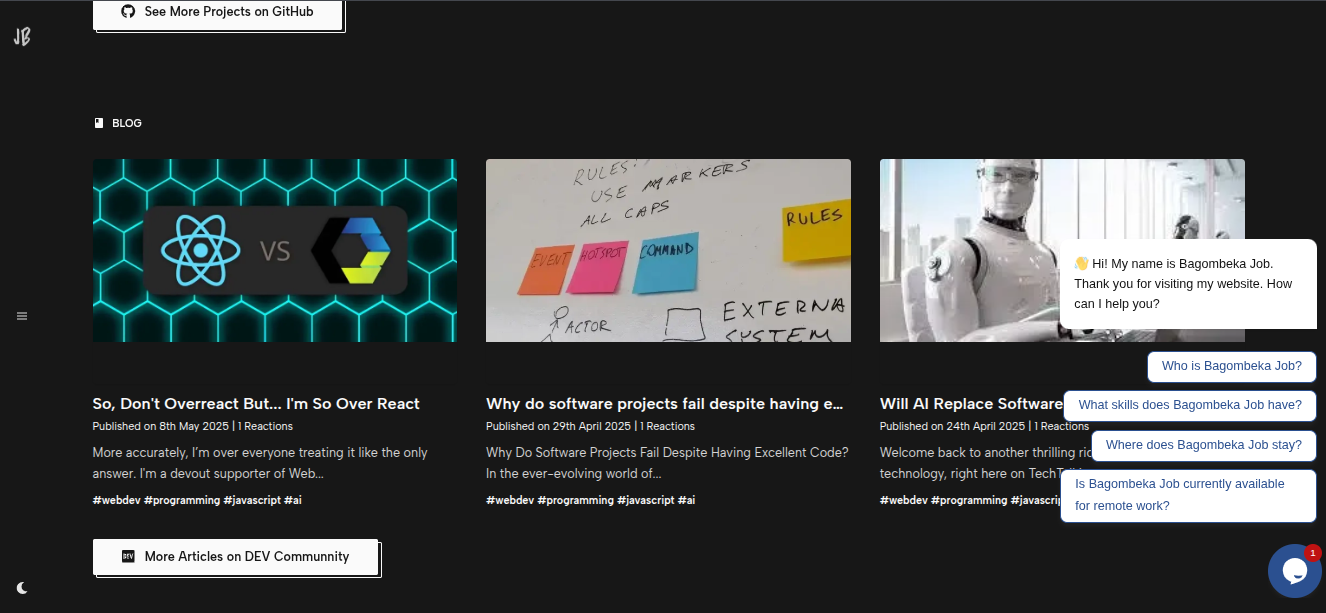 See More Projects on GitHub
JB
BLOG
VS
RULES:
USE MARKERS
ALL CAPS
RULES
EVENT
HOTSPOT
COMMAND
ACTOR
EXTERNA
SYSTEM
👋 Hi! My name is Bagombeka Job.
Thank you for visiting my website. How
can I help you?
Who is Bagombeka Job?
What skills does Bagombeka Job have?
Where does Bagombeka Job stay?
Is Bagombeka Job currently available
for remote work?
1
So, Don't Overreact But... I'm So Over React
Published on 8th May 2025 | 1 Reactions
More accurately, I'm over everyone treating it like the only
answer. I'm a devout supporter of Web...
#webdev #programming #javascript #ai
Why do software projects fail despite having e...
Published on 29th April 2025 | 1 Reactions
Why Do Software Projects Fail Despite Having Excellent Code?
In the ever-evolving world of...
#webdev #programming #javascript #ai
Will AI Replace Software
Published on 24th April 2025 | 1 Reactions
Welcome back to another thrilling
technology, right here on
#webdev #programming
DEV
More Articles on DEV Communnity